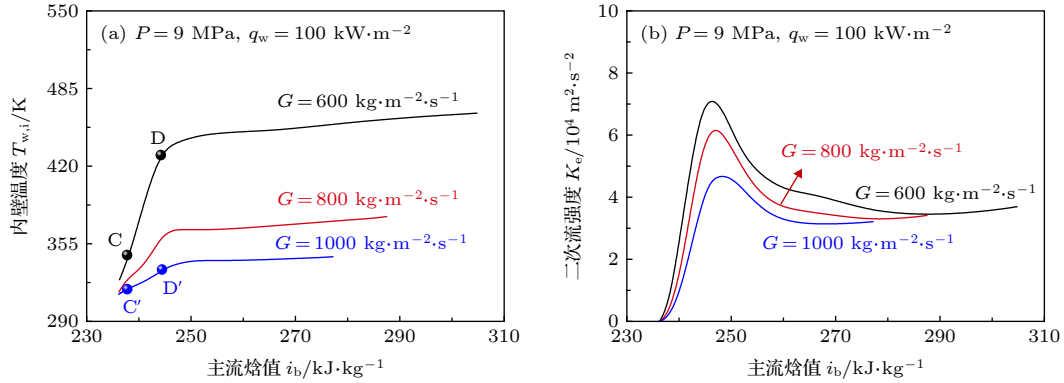 (a) P = 9 MPa, q_w = 100 kW·m⁻²
550
485
420
355
290
内壁温度 T_w,i/K
G = 600 kg·m⁻²·s⁻¹
D
C
G = 800 kg·m⁻²·s⁻¹
G = 1000 kg·m⁻²·s⁻¹
C′
D′
230 250 270 290 310
主流焓值 i_b/kJ·kg⁻¹
(b) P = 9 MPa, q_w = 100 kW·m⁻²
10
8
6
4
2
0
二次流强度 K_e/10⁴ m²·s⁻²
G = 800 kg·m⁻²·s⁻¹
G = 600 kg·m⁻²·s⁻¹
G = 1000 kg·m⁻²·s⁻¹
230 250 270 290 310
主流焓值 i_b/kJ·kg⁻¹